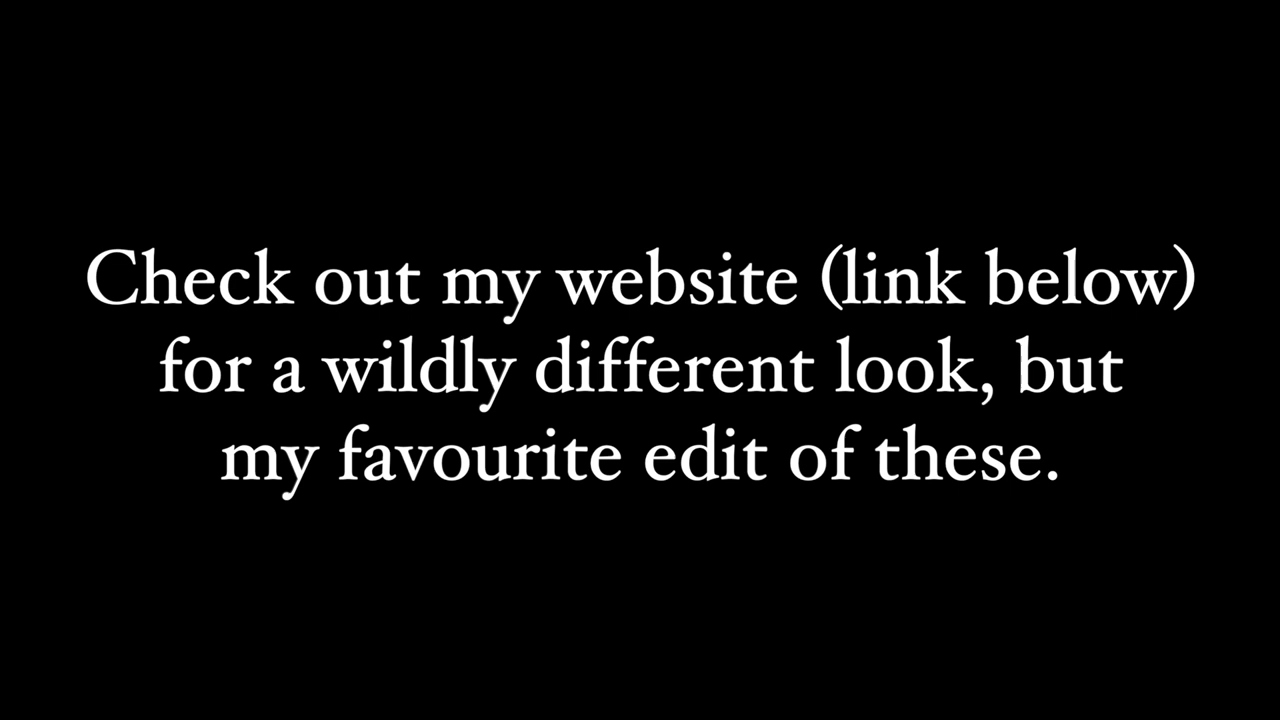 Check out my website (link below)
for a wildly different look, but
my favourite edit of these.